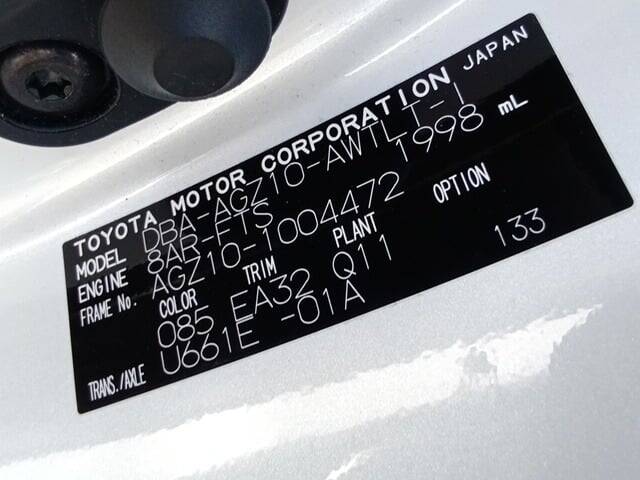 TOYOTA MOTOR CORPORATION JAPAN
MODEL DBA-AGZ10-AWTLT-I
ENGINE 8AR-FTS 1998 mL
FRAME No. AGZ10-1004472
COLOR TRIM PLANT OPTION
085 EA32 Q11 133
TRANS./AXLE U661E -01A